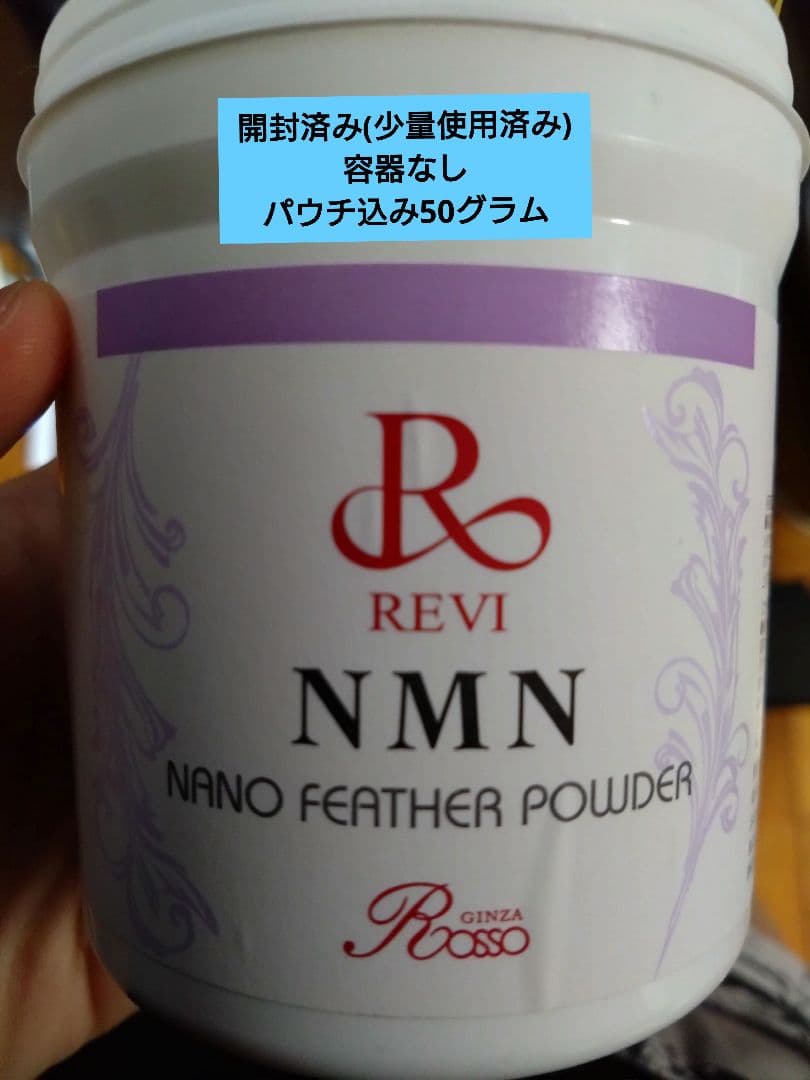 開封済み(少量使用済み)
容器なし
パウチ込み50グラム
R
REVI
NMN
NANO FEATHER POWDER
GINZA
Rosso